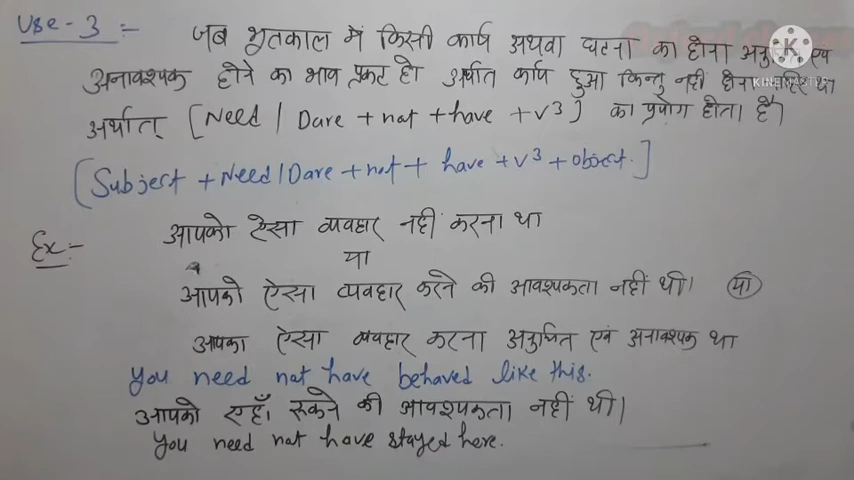 Use - 3 :- जब भूतकाल में किसी कार्य अथवा घटना का होना एवं
अनावश्यक होने का भाव प्रकट हो अर्थात कार्य हुआ किन्तु नहीं होना था
अर्थात् [Need / Dare + not + have + V³] का प्रयोग होता है।
[Subject + Need / Dare + not + have + V³ + object.]
Ex:- आपको ऐसा व्यवहार नहीं करना था
या
आपको ऐसा व्यवहार करने की आवश्यकता नहीं थी। या
आपका ऐसा व्यवहार करना अनुचित एवं अनावश्यक था
You need not have behaved like this.
आपको एहाँ रूकने की आवश्यकता नहीं थी।
You need not have stayed here.
K
KINEMASTER